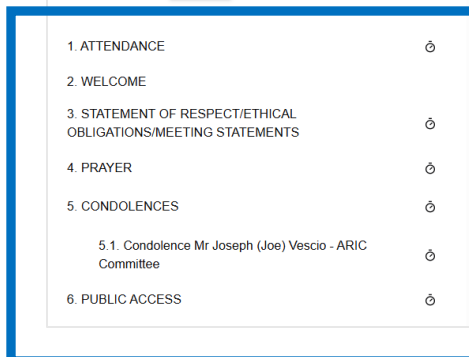 1. ATTENDANCE
2. WELCOME
3. STATEMENT OF RESPECT/ETHICAL
OBLIGATIONS/MEETING STATEMENTS
4. PRAYER
5. CONDOLENCES
5.1. Condolence Mr Joseph (Joe) Vescio - ARIC
Committee
6. PUBLIC ACCESS